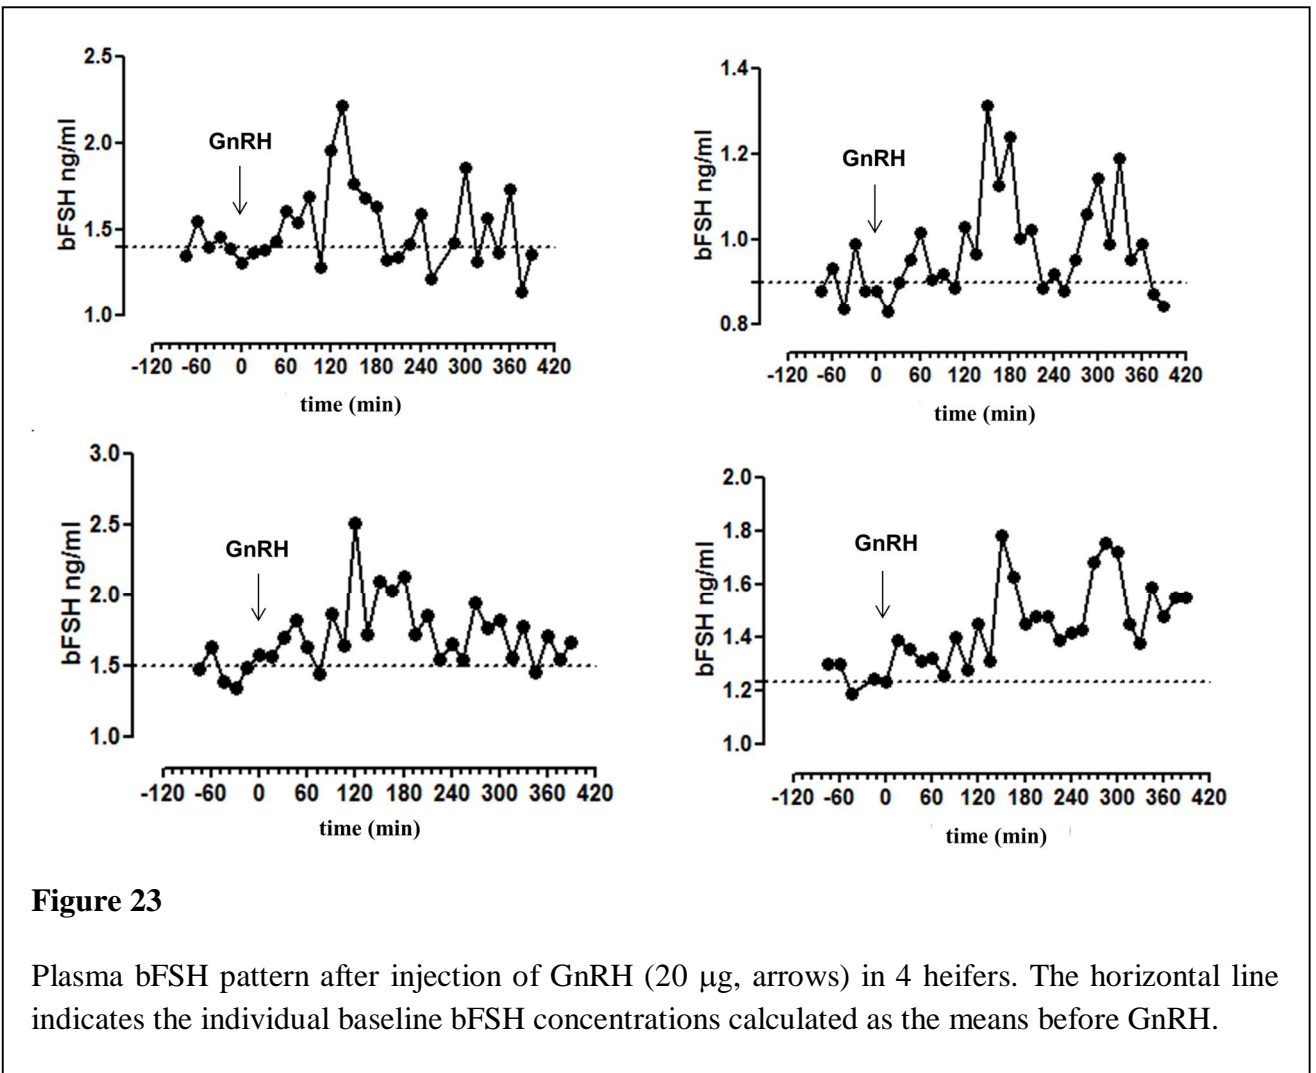 2.5
2.0
1.5
1.0
bFSH ng/ml
GnRH
-120 -60 0 60 120 180 240 300 360 420
time (min)
1.4
1.2
1.0
0.8
bFSH ng/ml
GnRH
-120 -60 0 60 120 180 240 300 360 420
time (min)
3.0
2.5
2.0
1.5
1.0
bFSH ng/ml
GnRH
-120 -60 0 60 120 180 240 300 360 420
time (min)
2.0
1.8
1.6
1.4
1.2
1.0
bFSH ng/ml
GnRH
-120 -60 0 60 120 180 240 300 360 420
time (min)
Figure 23
Plasma bFSH pattern after injection of GnRH (20 μg, arrows) in 4 heifers. The horizontal line
indicates the individual baseline bFSH concentrations calculated as the means before GnRH.